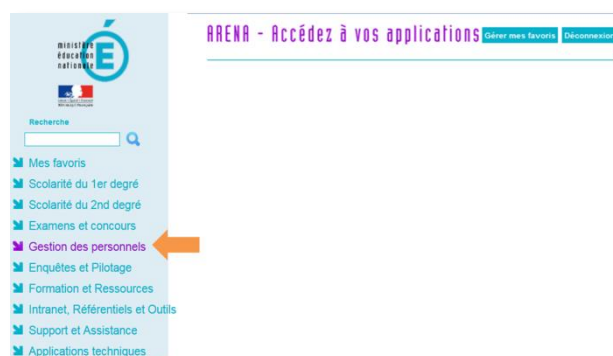 ministère
éducation
nationale
ARENA - Accédez à vos applications
Gérer mes favoris
Déconnexion
Recherche
Mes favoris
Scolarité du 1er degré
Scolarité du 2nd degré
Examens et concours
Gestion des personnels
Enquêtes et Pilotage
Formation et Ressources
Intranet, Référentiels et Outils
Support et Assistance
Applications techniques